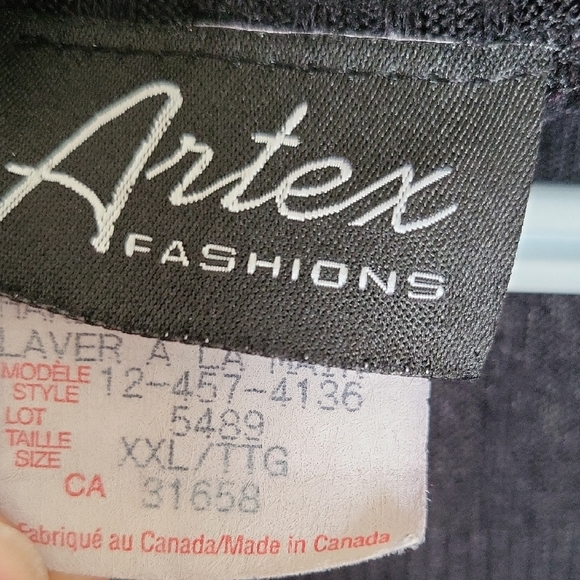 Artex
FASHIONS
LAVER A LA
MODÈLE
STYLE 12-457-4136
LOT 5489
TAILLE
SIZE XXL/TTG
CA 31658
Fabriqué au Canada/Made in Canada